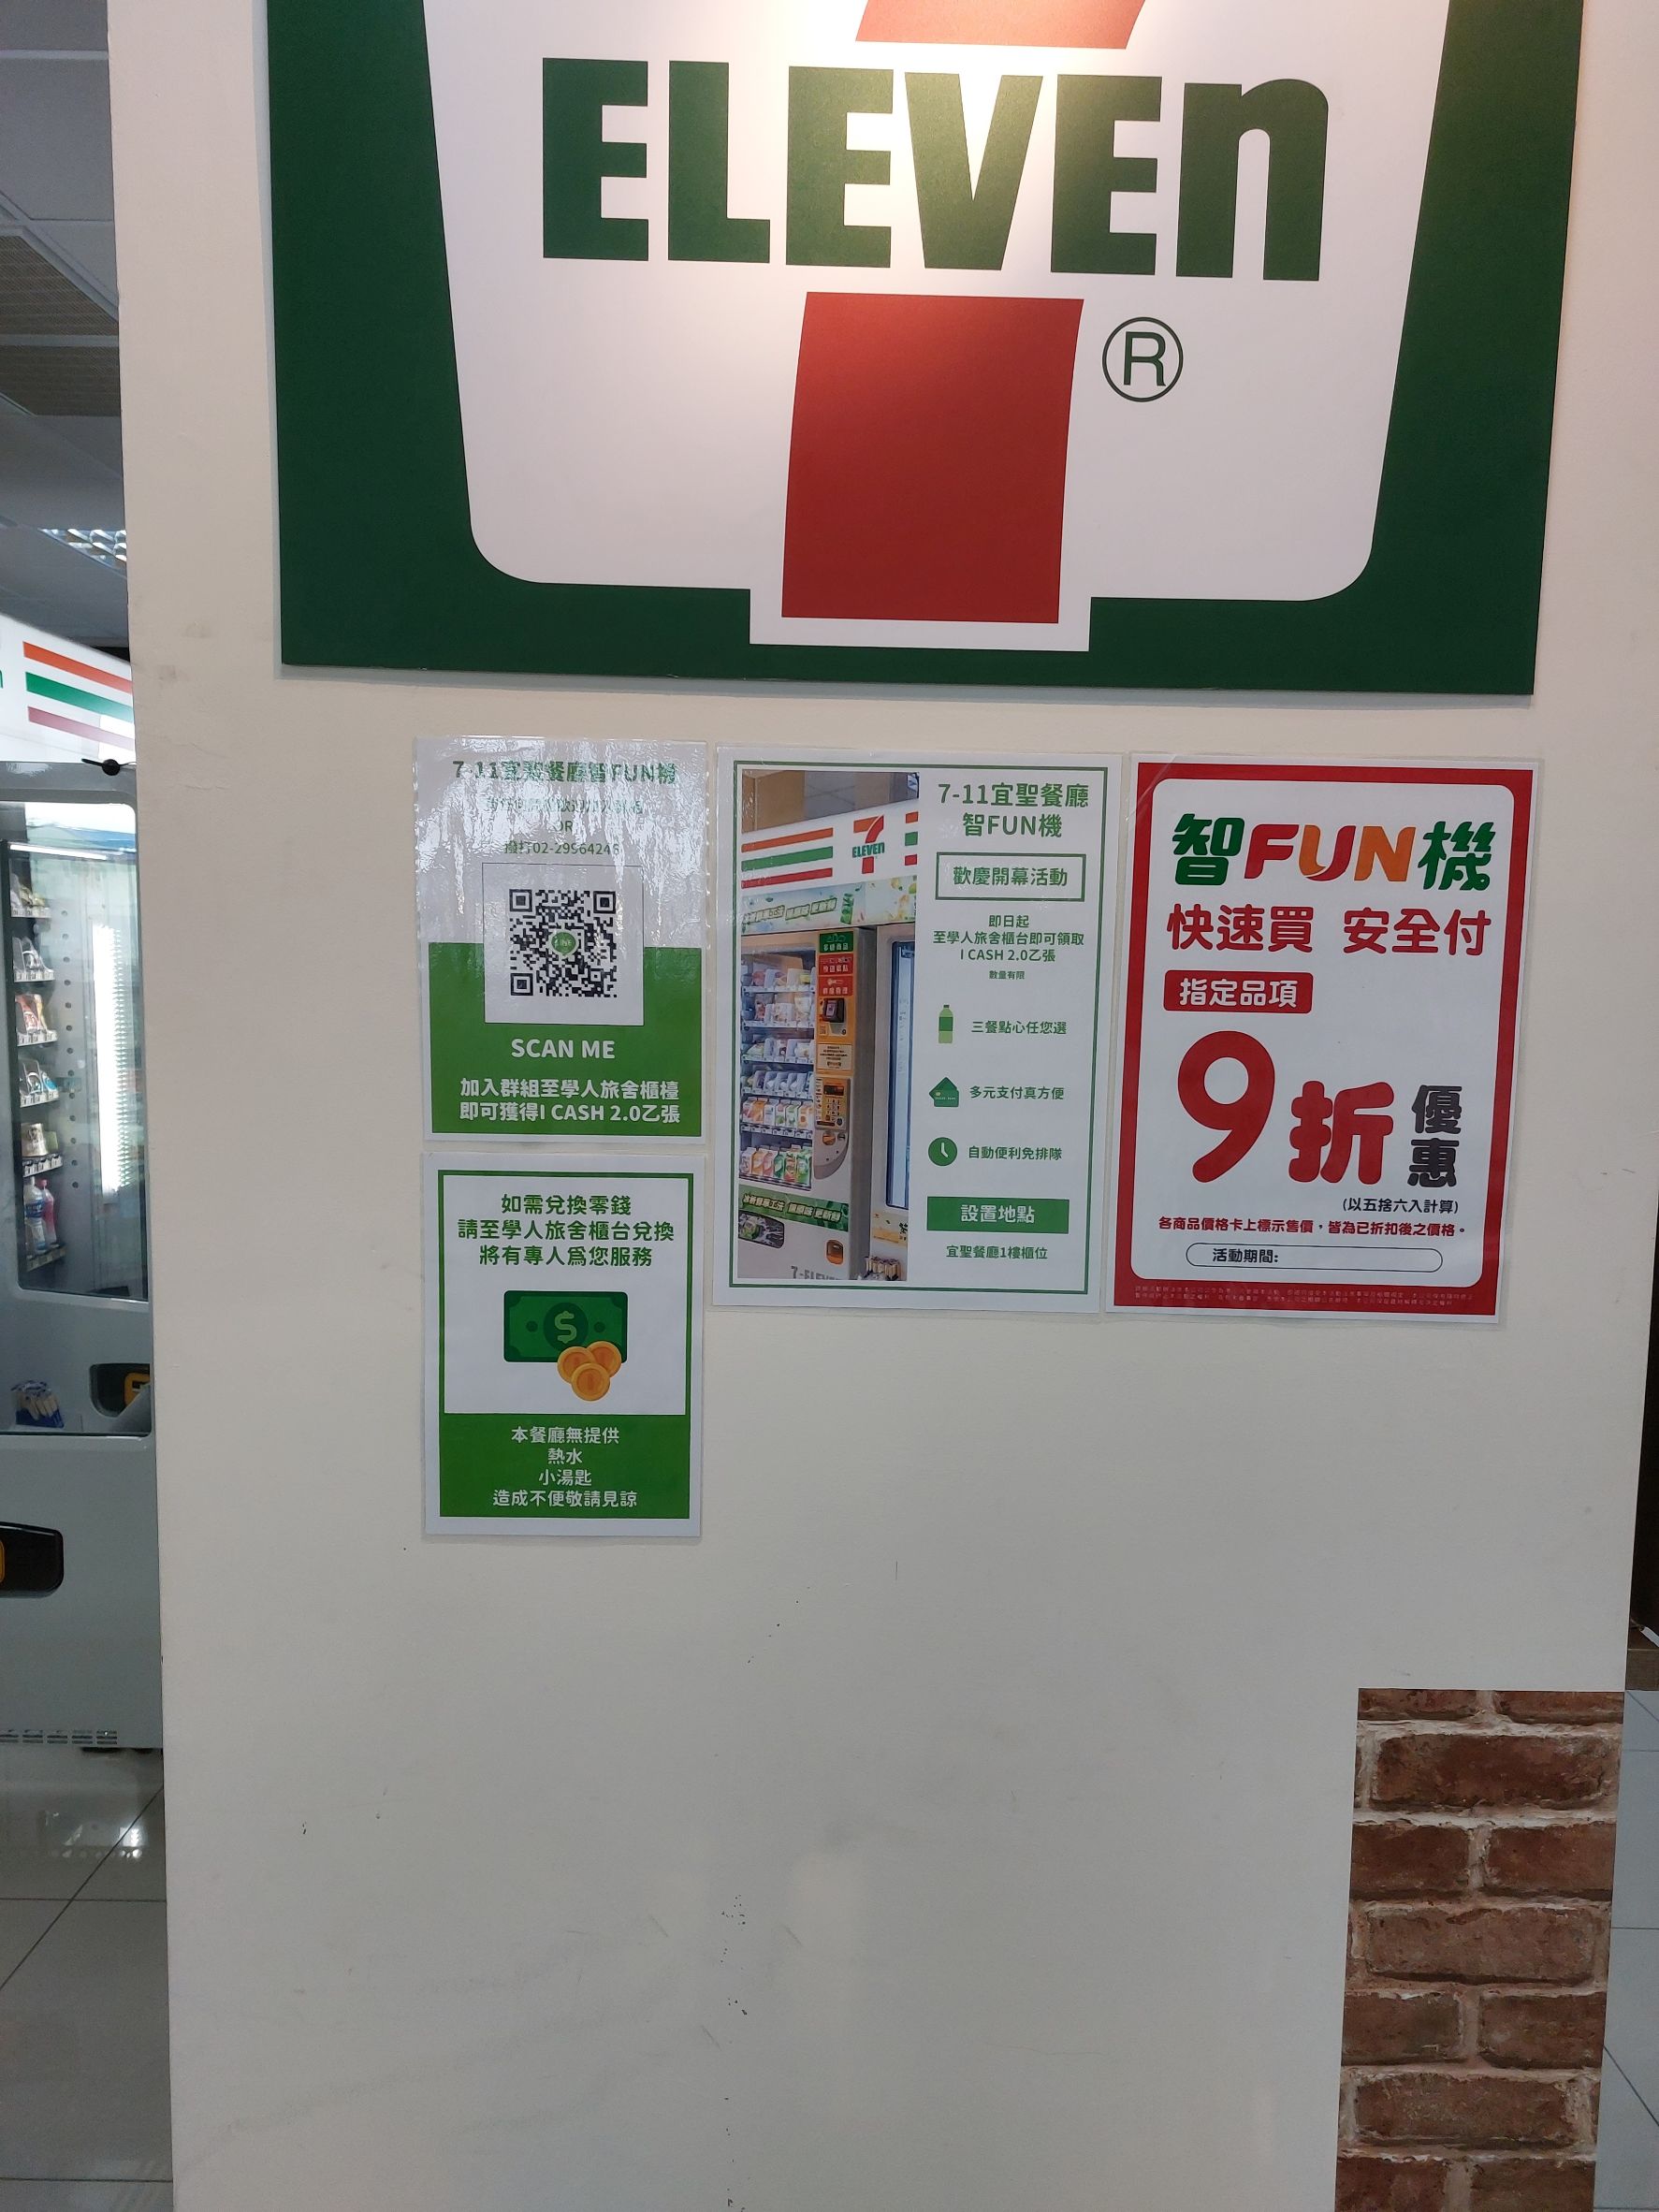 ELEVEn
®
7-11宜聖餐廳智FUN機
OR
撥打02-29564246
SCAN ME
加入群組至學人旅舍櫃檯
即可獲得I CASH 2.0乙張
如需兌換零錢
請至學人旅舍櫃台兌換
將有專人為您服務
本餐廳無提供
熱水
小湯匙
造成不便敬請見諒
7-11宜聖餐廳
智FUN機
歡慶開幕活動
即日起
至學人旅舍櫃台即可領取
I CASH 2.0乙張
數量有限
三餐點心任您選
多元支付真方便
自動便利免排隊
設置地點
宜聖餐廳1樓櫃位
7
ELEVEn
智FUN機
快速買 安全付
指定品項
9折優惠
(以五捨六入計算)
各商品價格卡上標示售價，皆為已折扣後之價格。
活動期間: